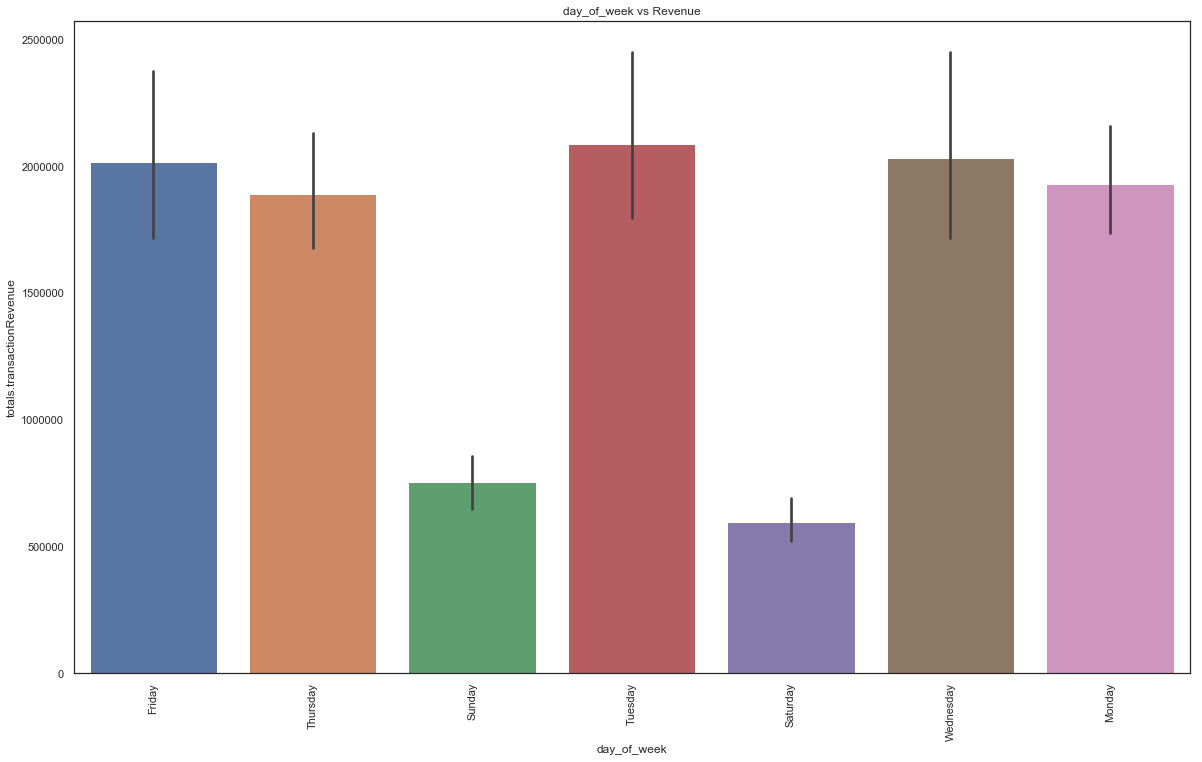 day_of_week vs Revenue
totals.transactionRevenue
2500000
2000000
1500000
1000000
500000
0
Friday
Thursday
Sunday
Tuesday
Saturday
Wednesday
Monday
day_of_week